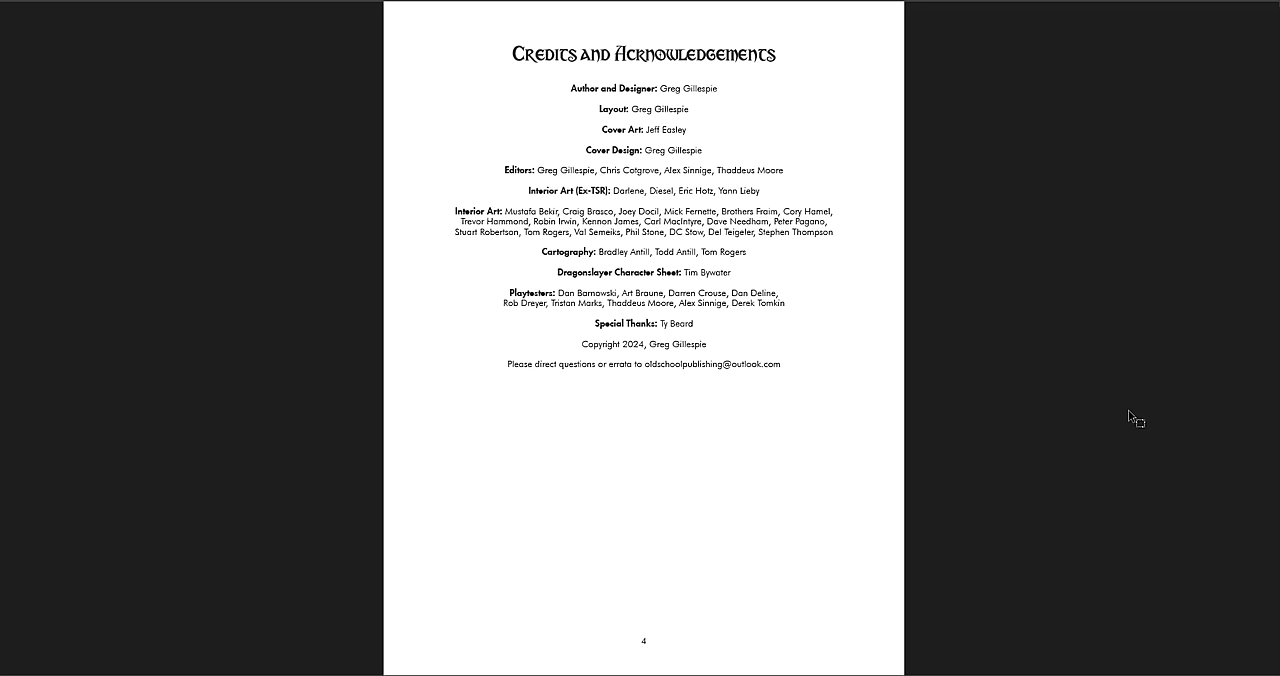 Credits and Acknowledgements
Author and Designer: Greg Gillespie
Layout: Greg Gillespie
Cover Art: Jeff Easley
Cover Design: Greg Gillespie
Editors: Greg Gillespie, Chris Cotgrove, Alex Sinnige, Thaddeus Moore
Interior Art (Ex-TSR): Darlene, Diesel, Eric Hotz, Yann Lieby
Interior Art: Mustafa Bekir, Craig Brasco, Joey Docil, Mick Fernette, Brothers Fraim, Cory Hamel,
Trevor Hammond, Robin Irwin, Kennon James, Carl MacIntyre, Dave Needham, Peter Pagano,
Stuart Robertson, Tom Rogers, Val Semeiks, Phil Stone, DC Stow, Del Teigeler, Stephen Thompson
Cartography: Bradley Antill, Todd Antill, Tom Rogers
Dragonslayer Character Sheet: Tim Bywater
Playtesters: Dan Barnowski, Art Braune, Darren Crouse, Dan Deline,
Rob Dreyer, Tristan Marks, Thaddeus Moore, Alex Sinnige, Derek Tomkin
Special Thanks: Ty Beard
Copyright 2024, Greg Gillespie
Please direct questions or errata to oldschoolpublishing@outlook.com
4